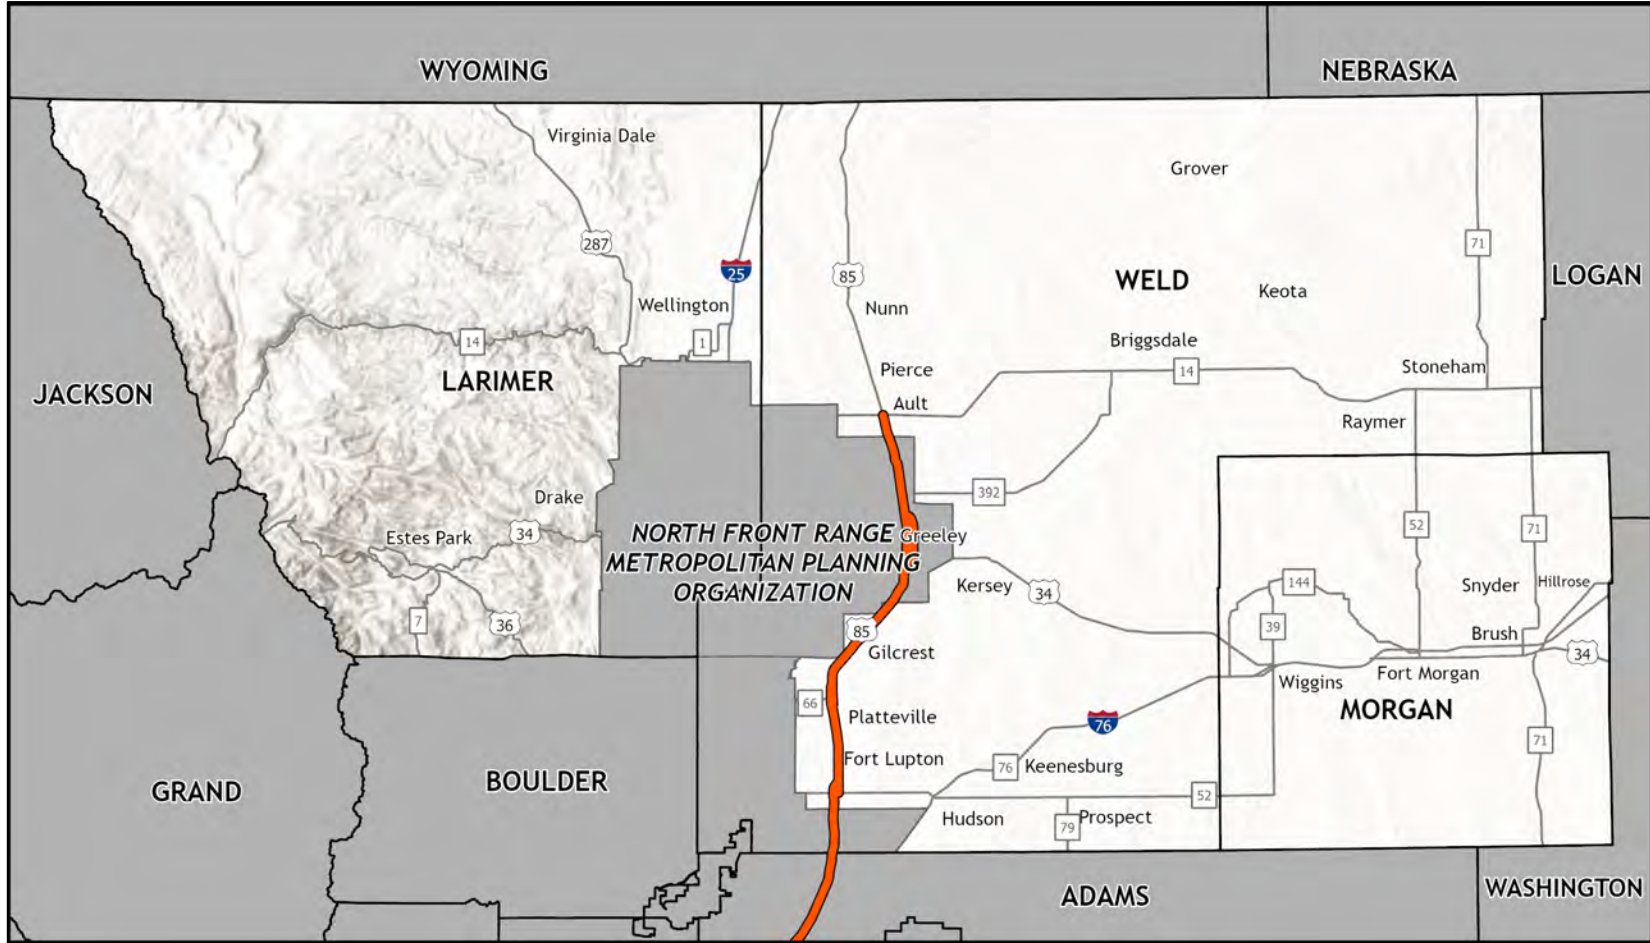 WYOMING
NEBRASKA
Virginia Dale
Grover
287
71
25
85
WELD
LOGAN
Keota
Wellington
Nunn
1
14
Briggsdale
Pierce
14
Stoneham
LARIMER
JACKSON
Ault
Raymer
392
Drake
52
71
Estes Park
34
NORTH FRONT RANGE
METROPOLITAN PLANNING
ORGANIZATION
Greeley
144
Snyder
Hillrose
Kersey
34
7
36
85
39
Brush
Gilcrest
34
Wiggins
Fort Morgan
66
Platteville
76
MORGAN
71
Fort Lupton
76
Keenesburg
GRAND
BOULDER
52
Hudson
79
Prospect
ADAMS
WASHINGTON